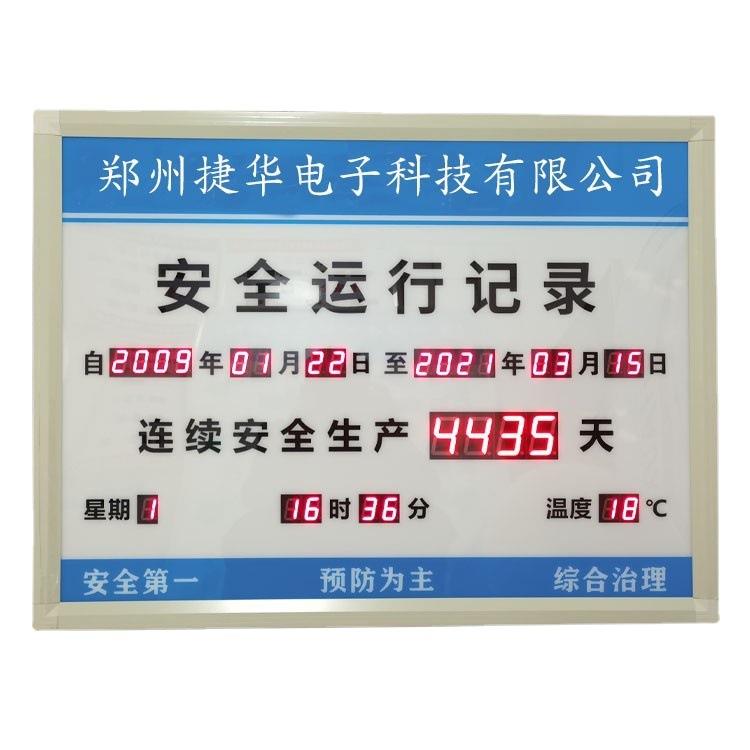 郑州捷华电子科技有限公司
安全运行记录
自2009年01月22日 至2021年03月15日
连续安全生产 4435 天
星期1 16时36分 温度18℃
安全第一 预防为主 综合治理